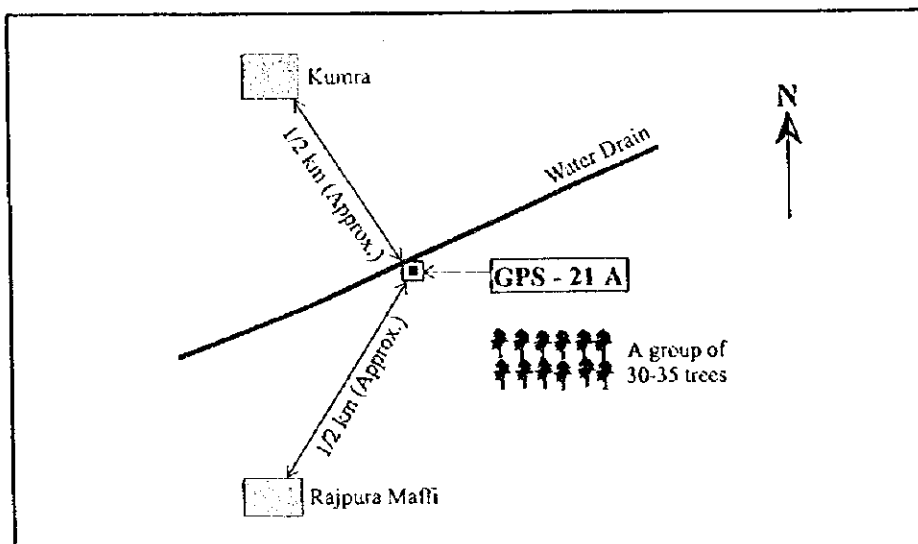 Kumra
N
1/2 km (Approx.)
Water Drain
GPS - 21 A
1/2 km (Approx.)
A group of
30-35 trees
Rajpura Maffi